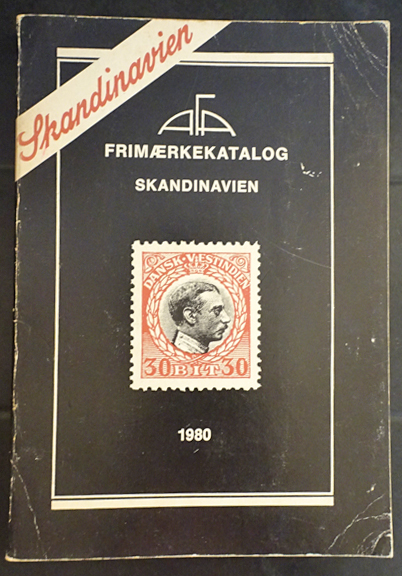 Skandinavien
AFA
FRIMÆRKEKATALOG
SKANDINAVIEN
DANSK-VESTINDIEN
30 BIT 30
1980